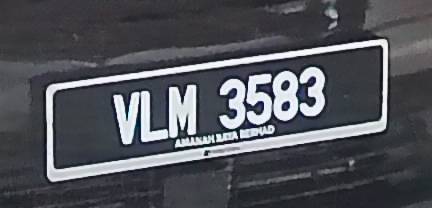 VLM 3583
AMANAH RAYA BERHAD